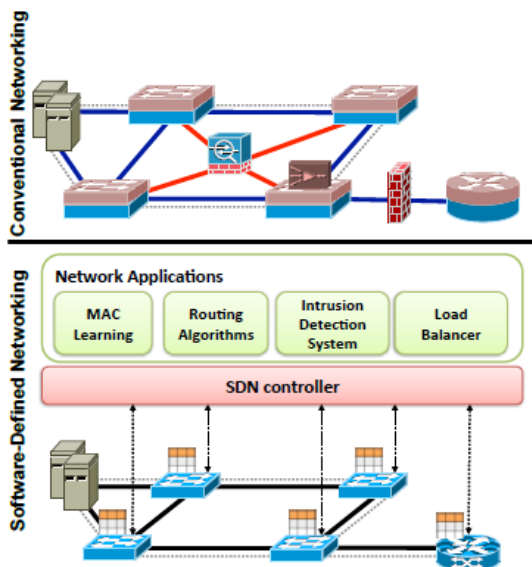 Conventional Networking
Software-Defined Networking
Network Applications
MAC
Learning
Routing
Algorithms
Intrusion
Detection
System
Load
Balancer
SDN controller